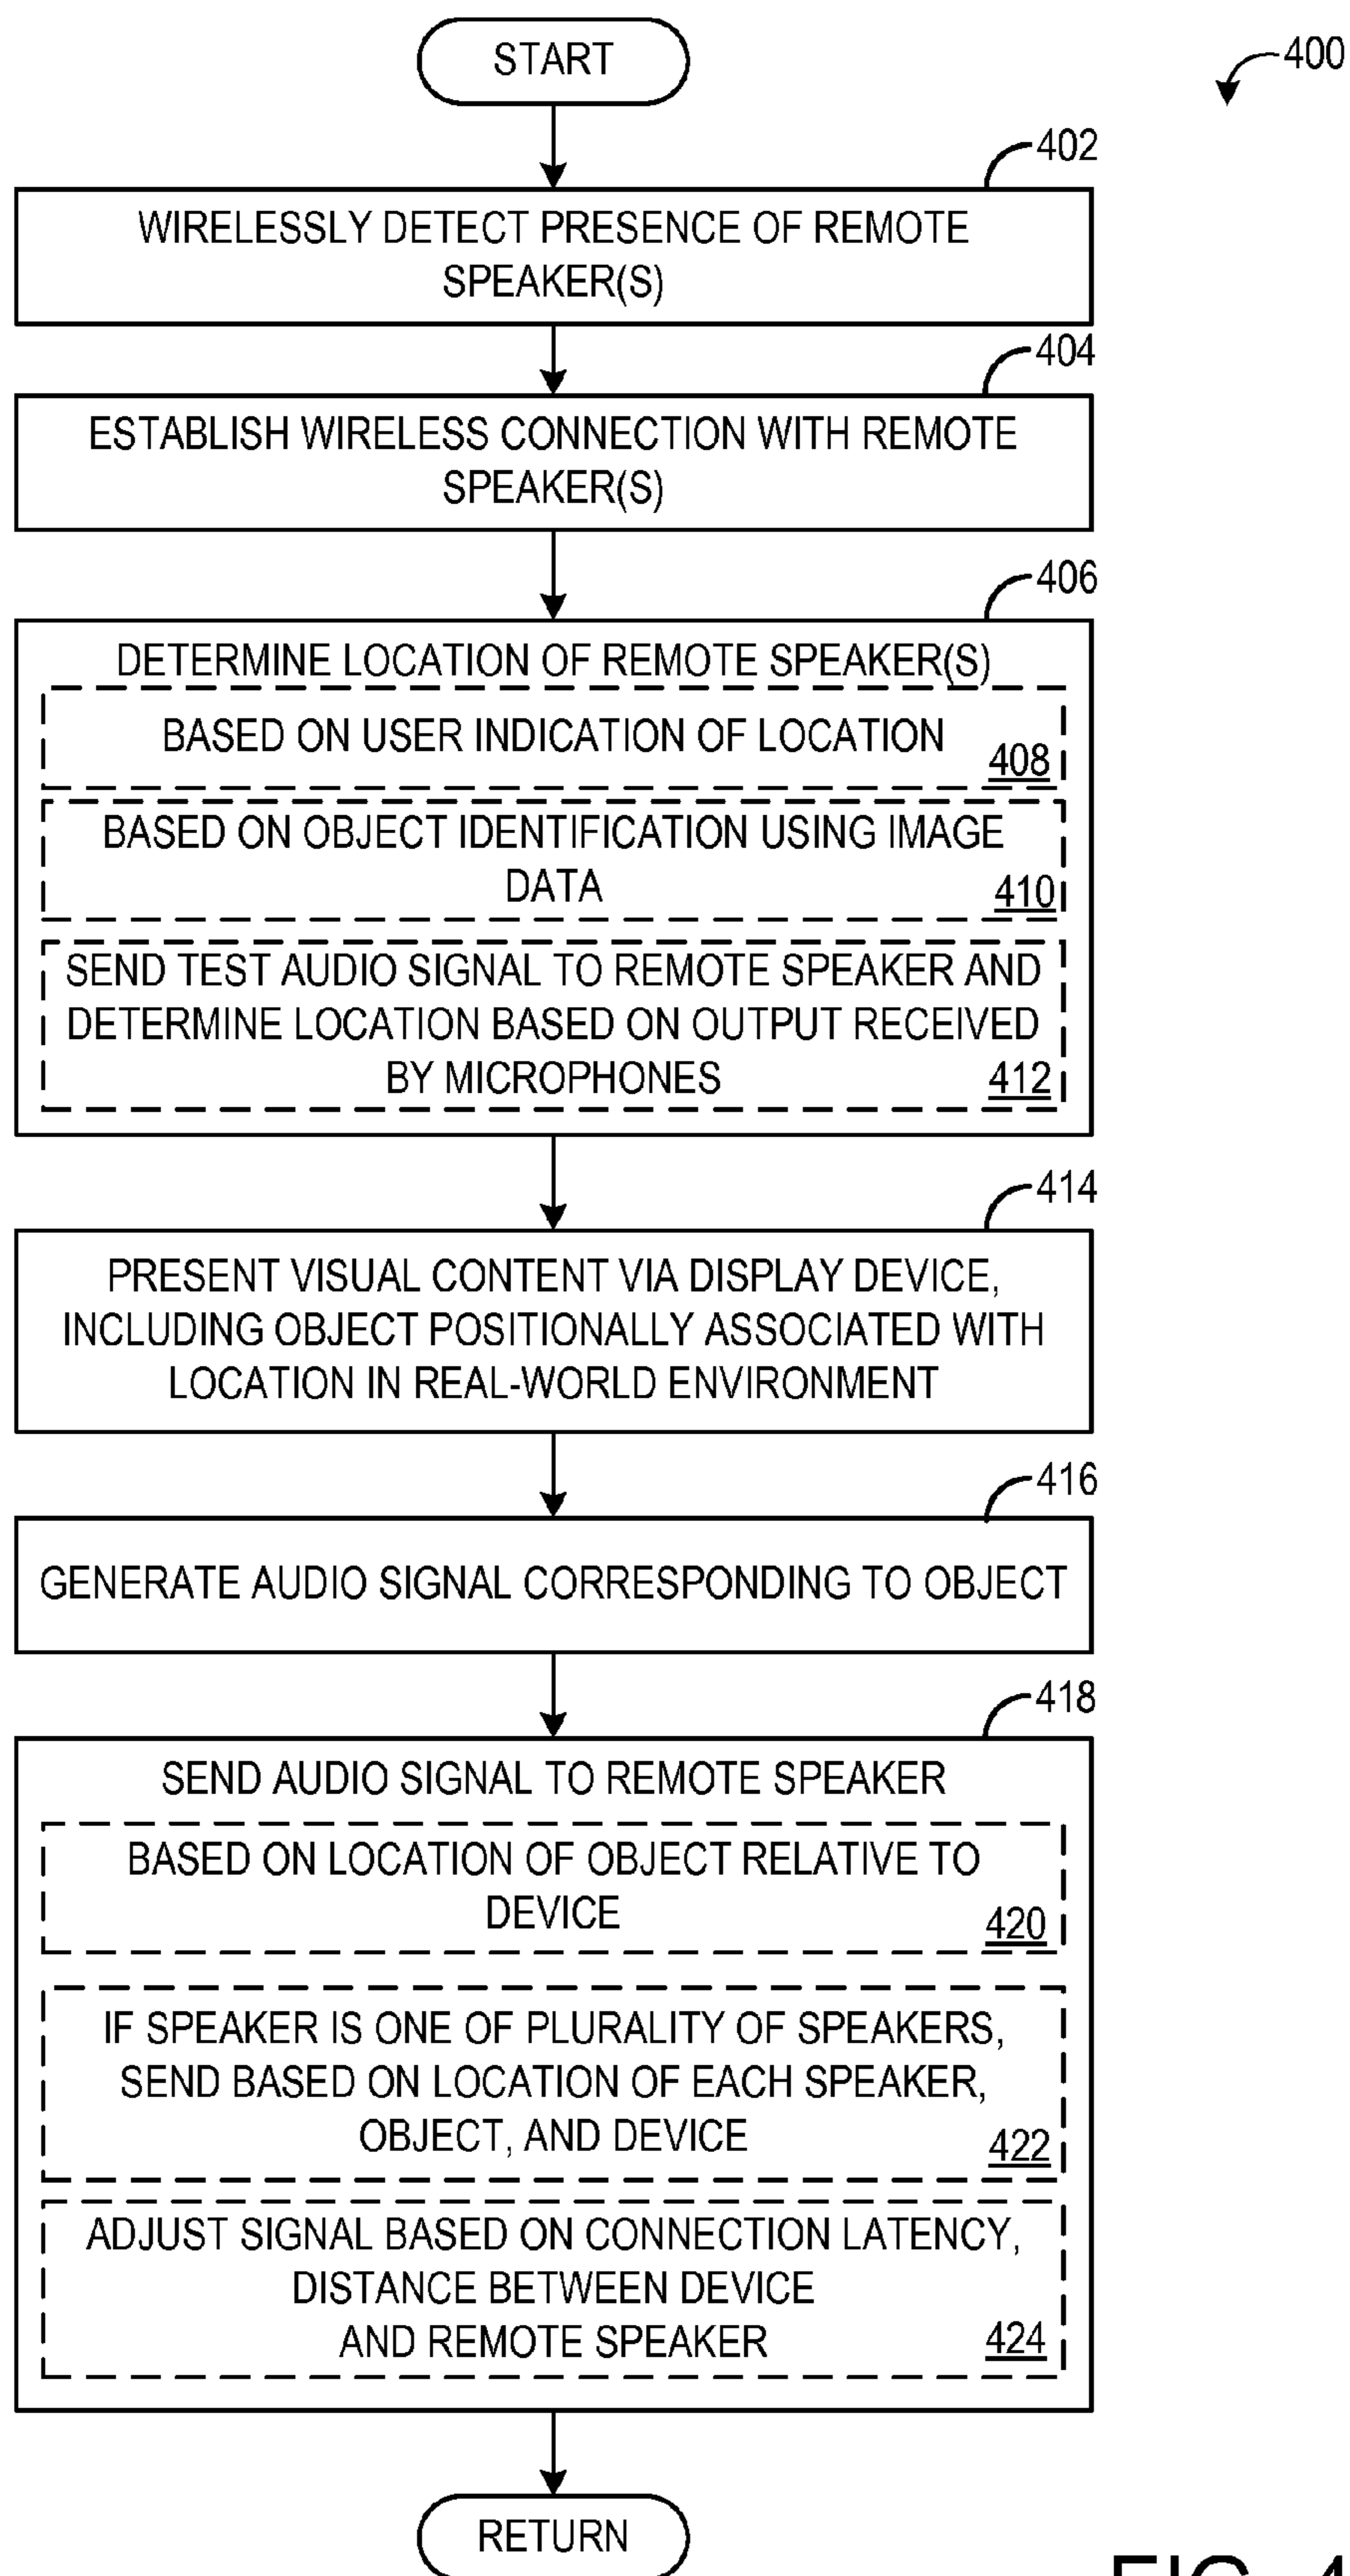 START
400
402
WIRELESSLY DETECT PRESENCE OF REMOTE
SPEAKER(S)
404
ESTABLISH WIRELESS CONNECTION WITH REMOTE
SPEAKER(S)
406
DETERMINE LOCATION OF REMOTE SPEAKER(S)
BASED ON USER INDICATION OF LOCATION
408
BASED ON OBJECT IDENTIFICATION USING IMAGE
DATA
410
SEND TEST AUDIO SIGNAL TO REMOTE SPEAKER AND
DETERMINE LOCATION BASED ON OUTPUT RECEIVED
BY MICROPHONES
412
414
PRESENT VISUAL CONTENT VIA DISPLAY DEVICE,
INCLUDING OBJECT POSITIONALLY ASSOCIATED WITH
LOCATION IN REAL-WORLD ENVIRONMENT
416
GENERATE AUDIO SIGNAL CORRESPONDING TO OBJECT
418
SEND AUDIO SIGNAL TO REMOTE SPEAKER
BASED ON LOCATION OF OBJECT RELATIVE TO
DEVICE
420
IF SPEAKER IS ONE OF PLURALITY OF SPEAKERS,
SEND BASED ON LOCATION OF EACH SPEAKER,
OBJECT, AND DEVICE
422
ADJUST SIGNAL BASED ON CONNECTION LATENCY,
DISTANCE BETWEEN DEVICE
AND REMOTE SPEAKER
424
RETURN
FIG. 4